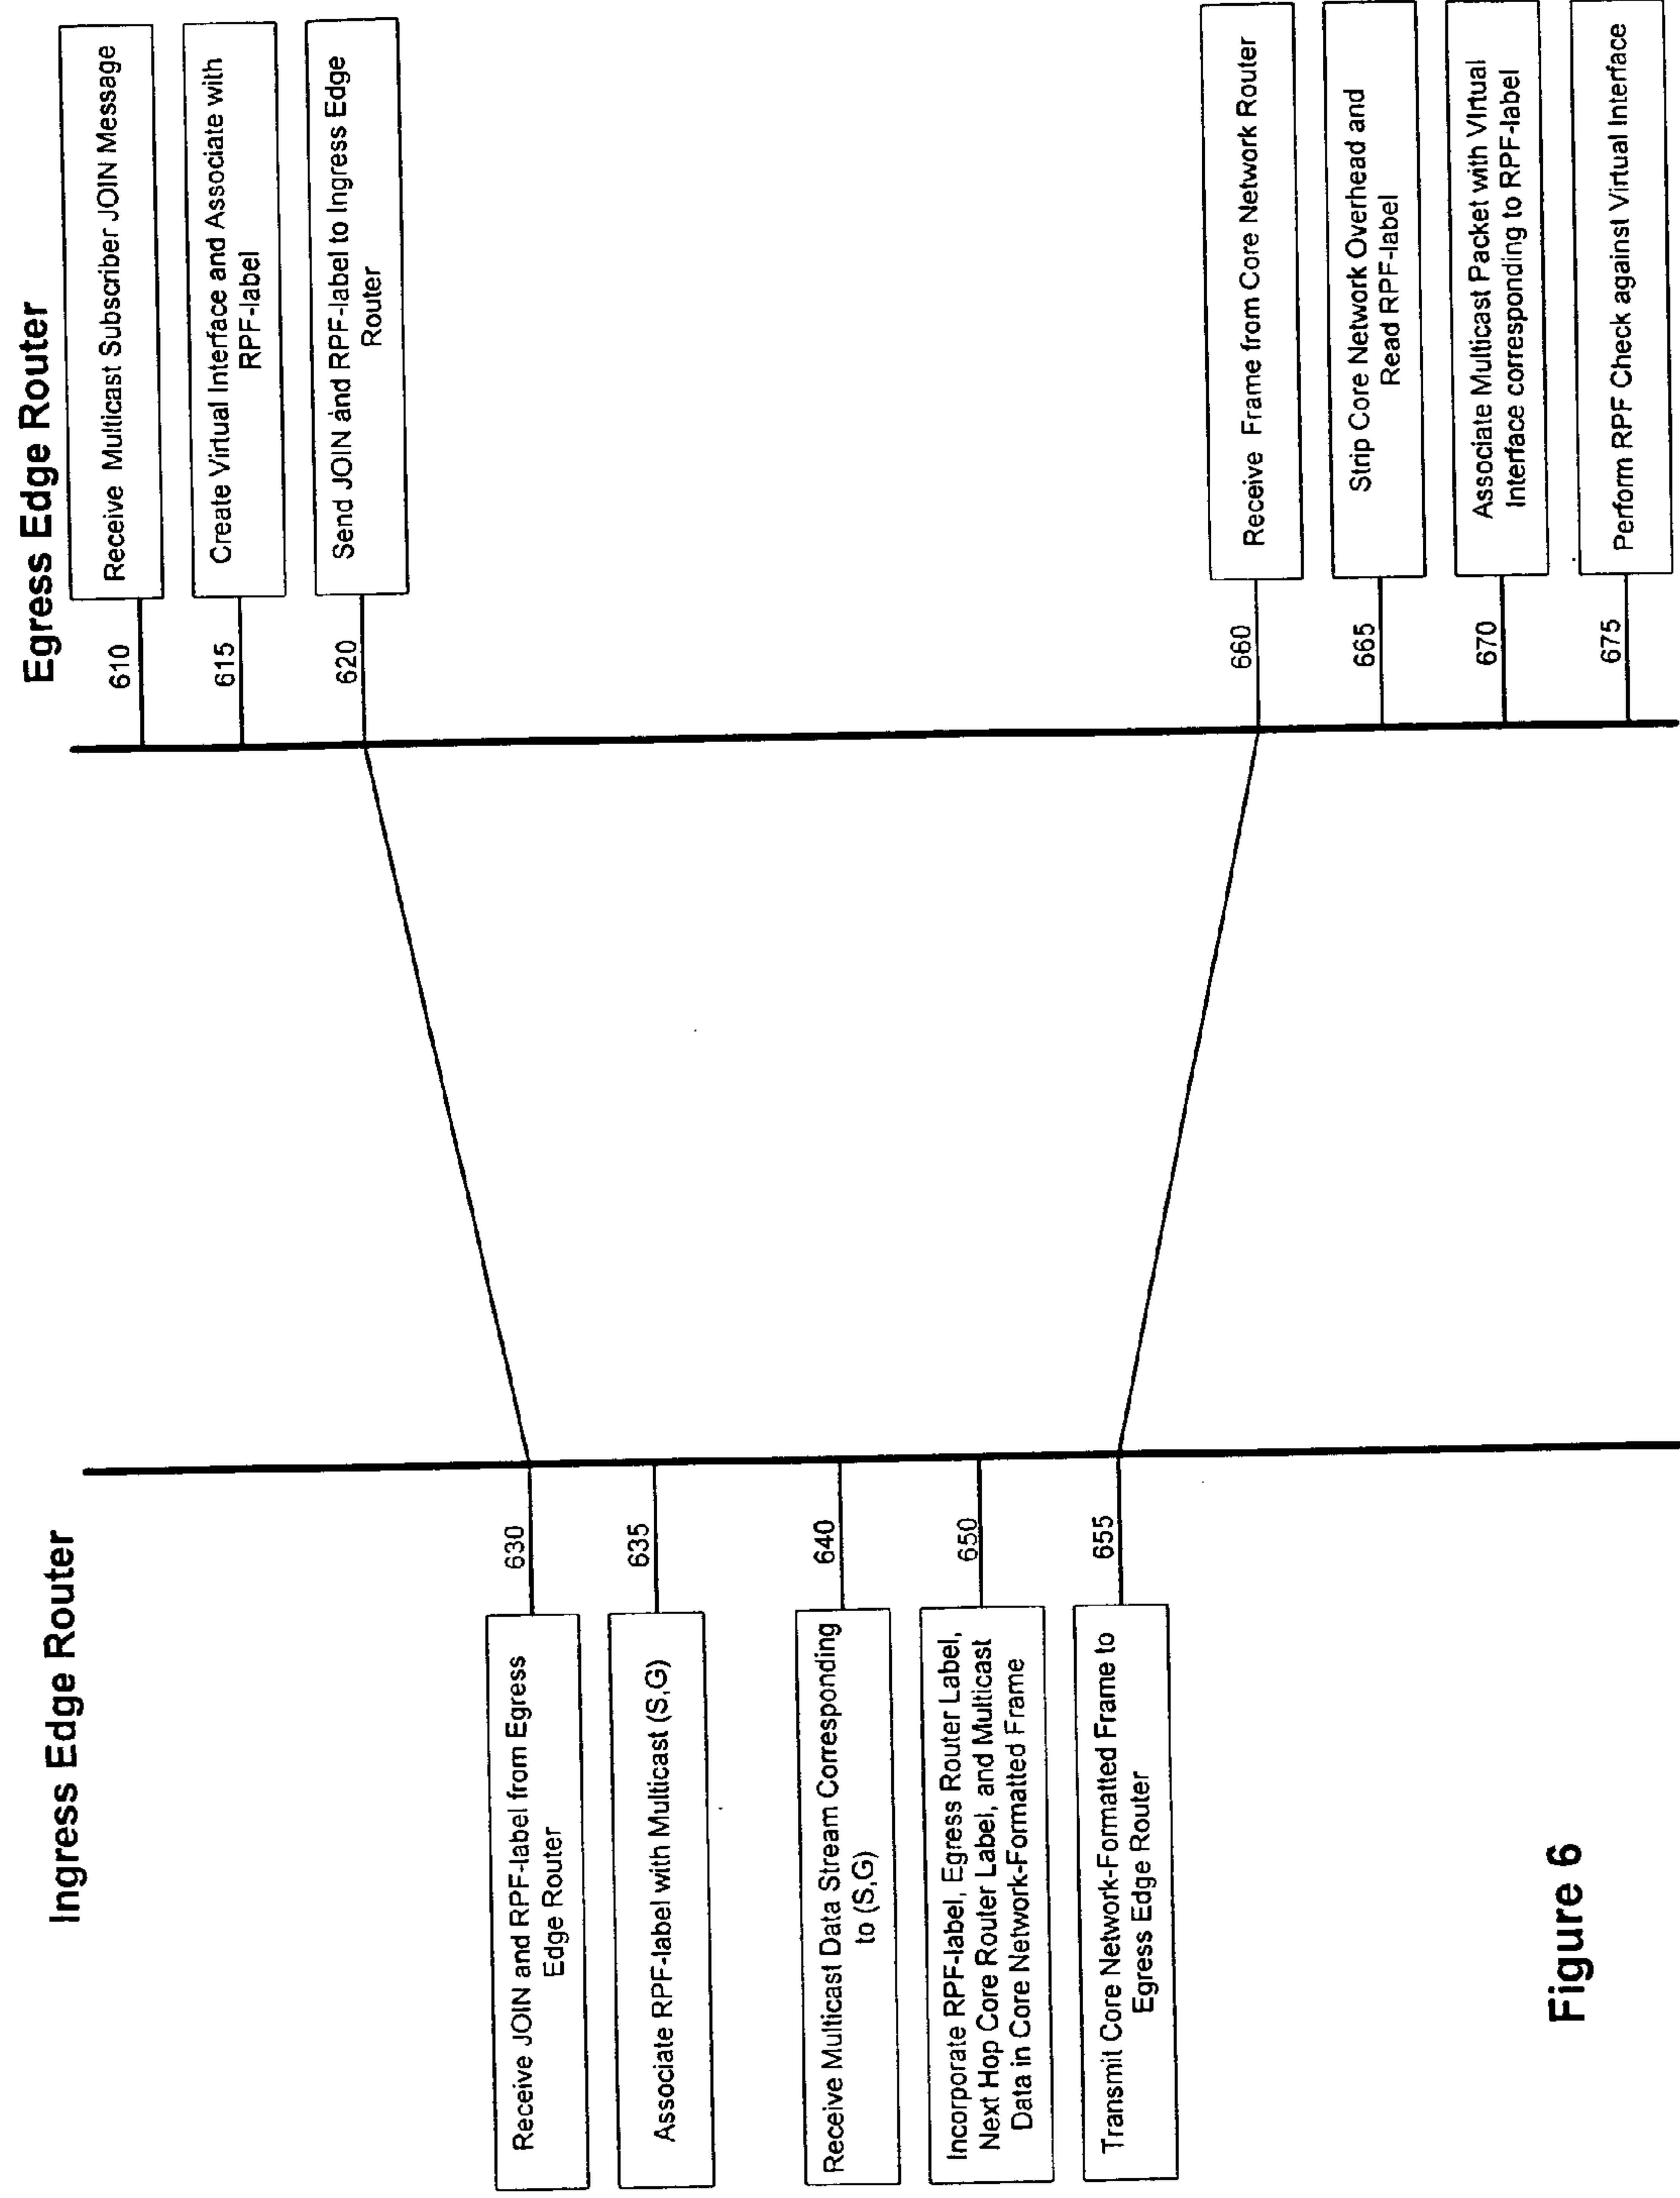 Ingress Edge Router
Egress Edge Router
610
Receive Multicast Subscriber JOIN Message
615
Create Virtual Interface and Associate with
RPF-label
620
Send JOIN and RPF-label to Ingress Edge
Router
630
Receive JOIN and RPF-label from Egress
Edge Router
635
Associate RPF-label with Multicast (S,G)
640
Receive Multicast Data Stream Corresponding
to (S,G)
650
Incorporate RPF-label, Egress Router Label,
Next Hop Core Router Label, and Multicast
Data in Core Network-Formatted Frame
655
Transmit Core Network-Formatted Frame to
Egress Edge Router
660
Receive Frame from Core Network Router
665
Strip Core Network Overhead and
Read RPF-label
670
Associate Multicast Packet with VIrtual
Interface corresponding to RPF-label
675
Perform RPF Check against Virtual Interface
Figure 6